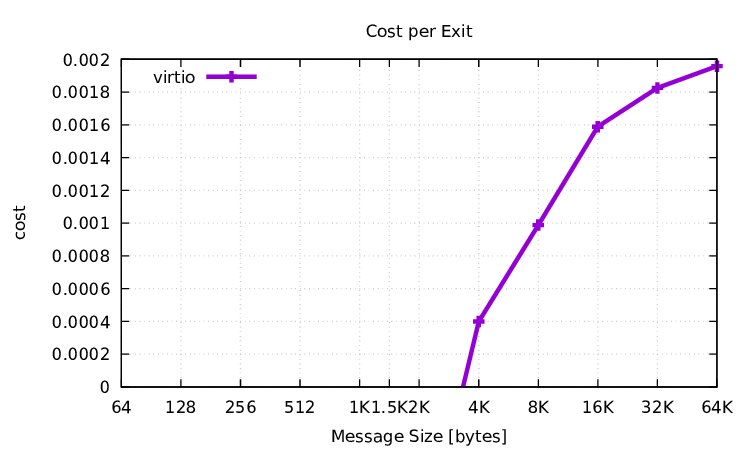 Cost per Exit
virtio
0.002
0.0018
0.0016
0.0014
0.0012
0.001
0.0008
0.0006
0.0004
0.0002
0
cost
64 128 256 512 1K 1.5K 2K 4K 8K 16K 32K 64K
Message Size [bytes]